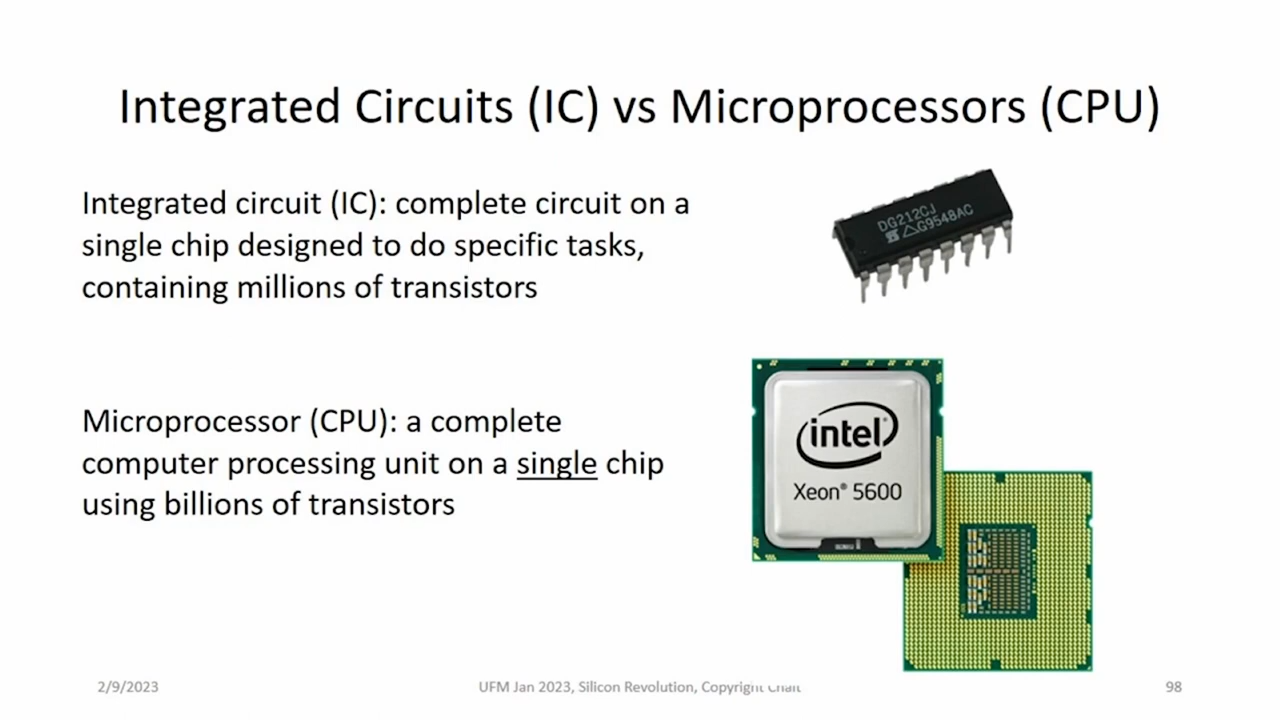 Integrated Circuits (IC) vs Microprocessors (CPU)
Integrated circuit (IC): complete circuit on a
single chip designed to do specific tasks,
containing millions of transistors
DG212CJ
G9548AC
Microprocessor (CPU): a complete
computer processing unit on a single chip
using billions of transistors
intel®
Xeon® 5600
2/9/2023
UFM Jan 2023, Silicon Revolution, Copyright
98